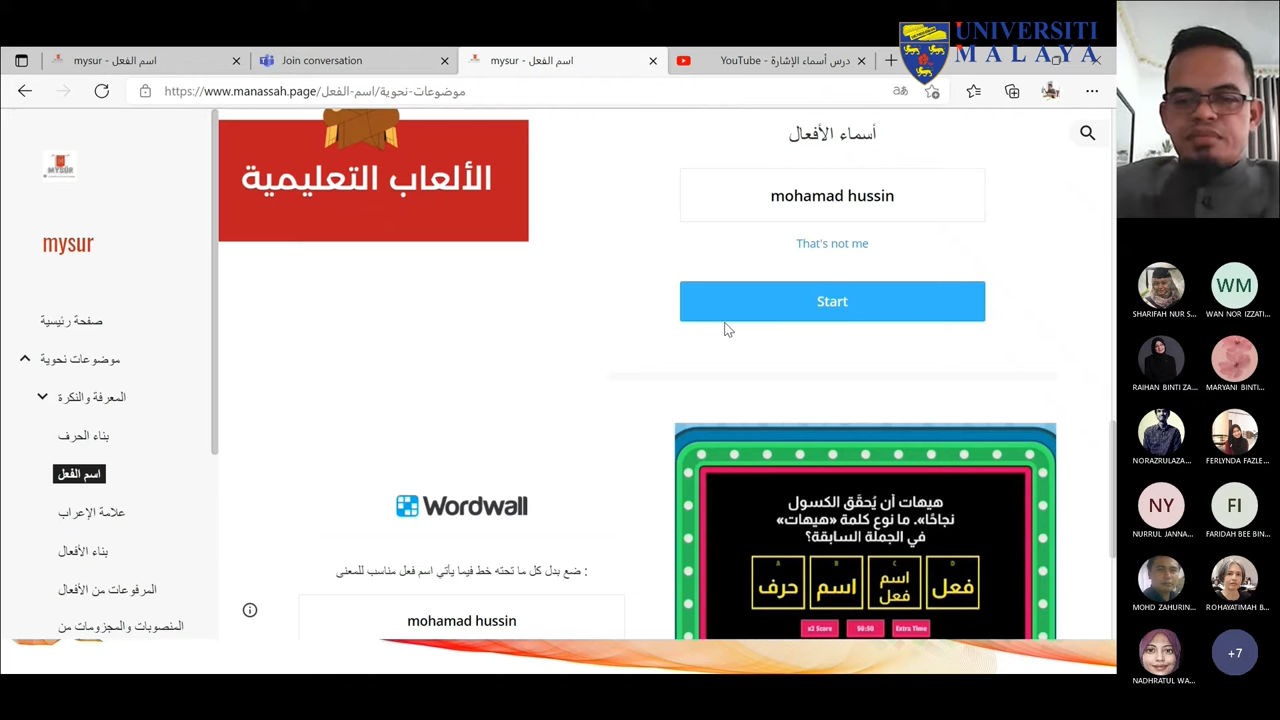 UNIVERSITI
MALAYA
mysur - اسم الفعل
Join conversation
mysur - اسم الفعل
YouTube - درس أسماء الإشارة
https://www.manassah.page/موضوعات-نحوية/اسم-الفعل
MYSUR
mysur
صفحة رئيسية
موضوعات نحوية
المعرفة والنكرة
بناء الحرف
اسم الفعل
علامة الإعراب
بناء الأفعال
المرفوعات من الأفعال
المنصوبات والمجزومات من
الألعاب التعليمية
أسماء الأفعال
mohamad hussin
That's not me
Start
Wordwall
ضع بدل كل ما تحته خط فيما يأتي اسم فعل مناسب للمعنى :
mohamad hussin
هيهات أن يُحقّق الكسول
نجاحًا». ما نوع كلمة «هيهات»
في الجملة السابقة؟
A
حرف
B
اسم
C
اسم
فعل
D
فعل
x2 Score
50:50
Extra Time
SHARIFAH NUR S...
WM
WAN NOR IZZATI...
RAIHAN BINTI ZA...
MARYANI BINTI...
NORAZRULAZA...
FERLYNDA FAZLE...
NY
NURRUL JANNA...
FI
FARIDAH BEE BIN...
MOHD ZAHURIN...
ROHAYATIMAH B...
NADHRATUL WA...
+7